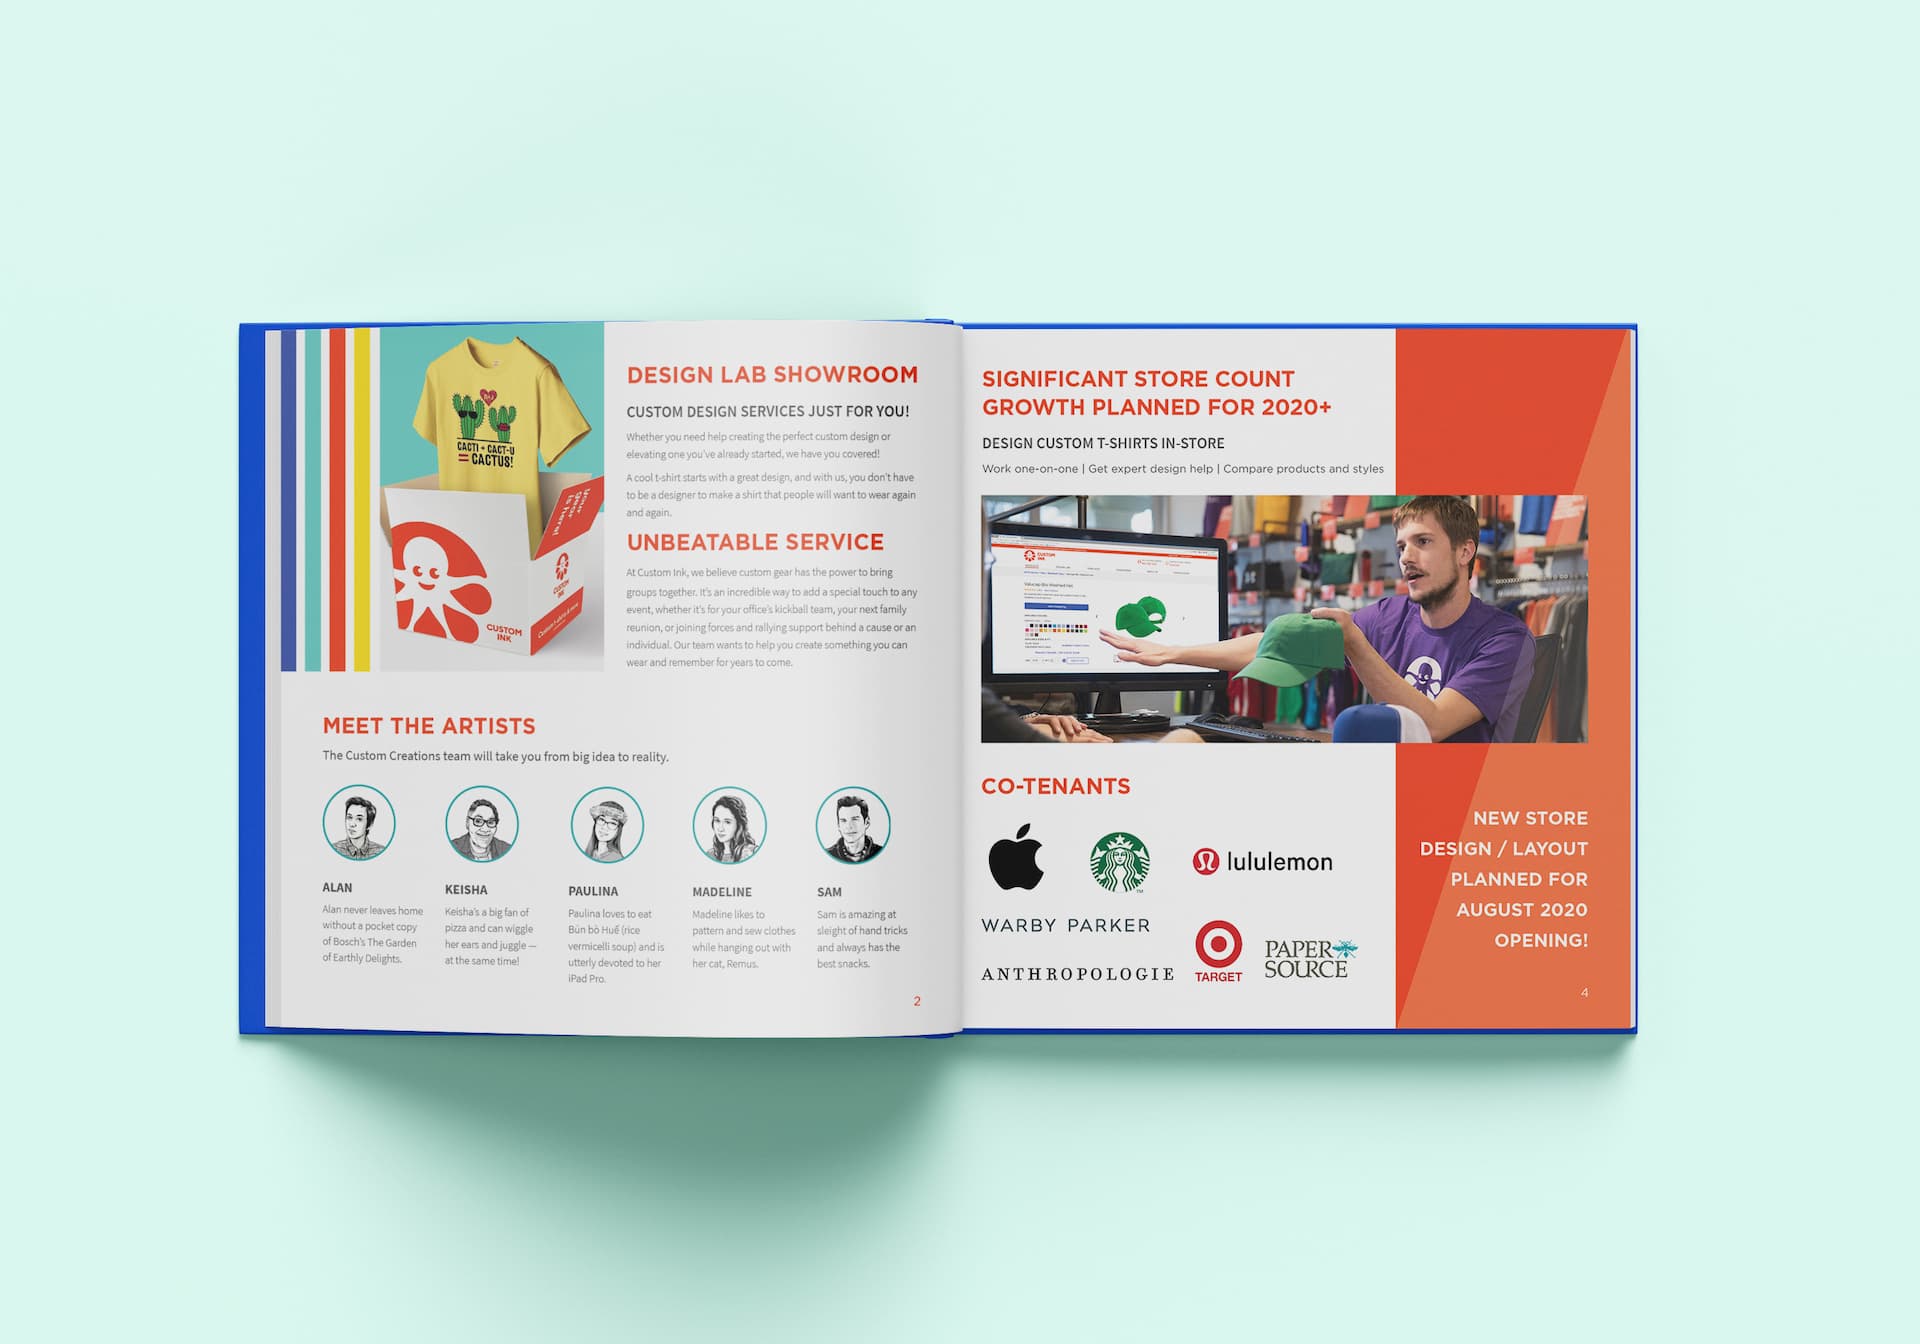 R+J
CACTI + CACT-U
= CACTUS!
your
gear
is here!
CUSTOM
INK
CUSTOM
INK
DESIGN LAB SHOWROOM
CUSTOM DESIGN SERVICES JUST FOR YOU!
Whether you need help creating the perfect custom design or
elevating one you've already started, we have you covered!
A cool t-shirt starts with a great design, and with us, you don't have
to be a designer to make a shirt that people will want to wear again
and again.
UNBEATABLE SERVICE
At Custom Ink, we believe custom gear has the power to bring
groups together. It's an incredible way to add a special touch to any
event, whether it's for your office's kickball team, your next family
reunion, or joining forces and rallying support behind a cause or an
individual. Our team wants to help you create something you can
wear and remember for years to come.
MEET THE ARTISTS
The Custom Creations team will take you from big idea to reality.
ALAN
Alan never leaves home
without a pocket copy
of Bosch's The Garden
of Earthly Delights.
KEISHA
Keisha's a big fan of
pizza and can wiggle
her ears and juggle —
at the same time!
PAULINA
Paulina loves to eat
Bún bò Huế (rice
vermicelli soup) and is
utterly devoted to her
iPad Pro.
MADELINE
Madeline likes to
pattern and sew clothes
while hanging out with
her cat, Remus.
SAM
Sam is amazing at
sleight of hand tricks
and always has the
best snacks.
2
SIGNIFICANT STORE COUNT
GROWTH PLANNED FOR 2020+
DESIGN CUSTOM T-SHIRTS IN-STORE
Work one-on-one | Get expert design help | Compare products and styles
CUSTOM
INK
CO-TENANTS
lululemon
WARBY PARKER
ANTHROPOLOGIE
TARGET
PAPER
SOURCE
NEW STORE
DESIGN / LAYOUT
PLANNED FOR
AUGUST 2020
OPENING!
4